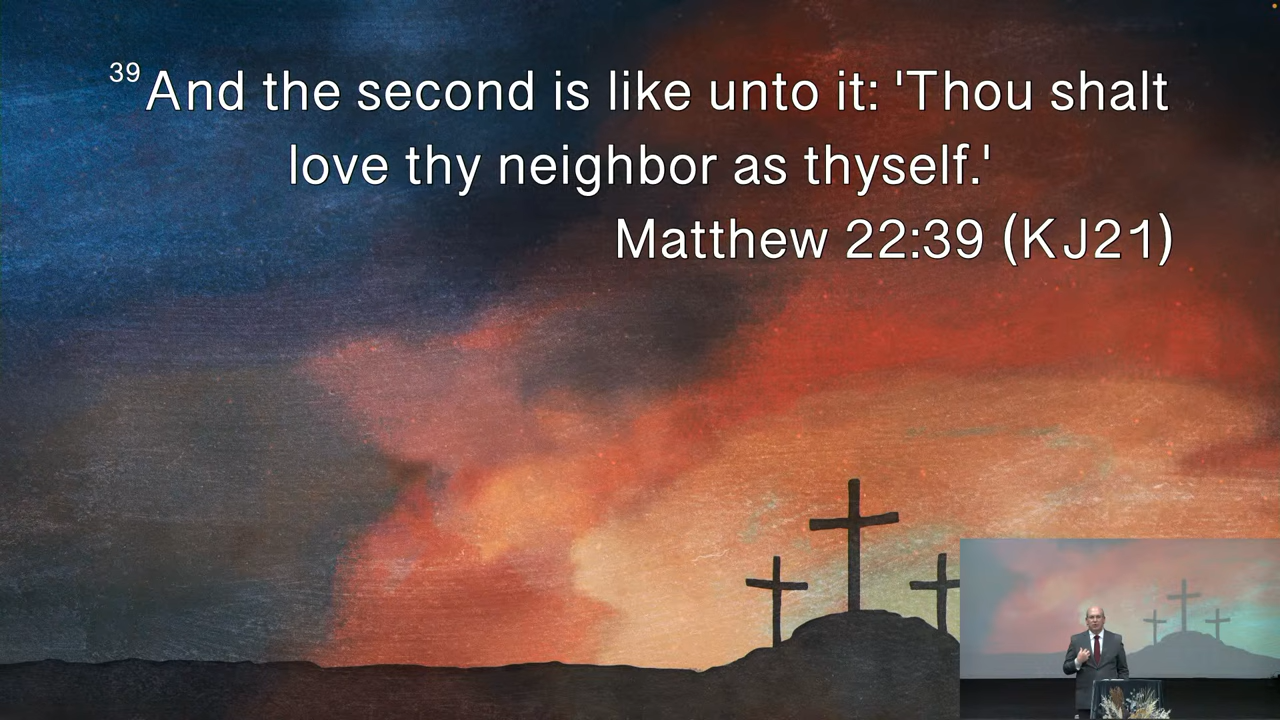 39 And the second is like unto it: 'Thou shalt
love thy neighbor as thyself.'
Matthew 22:39 (KJ21)